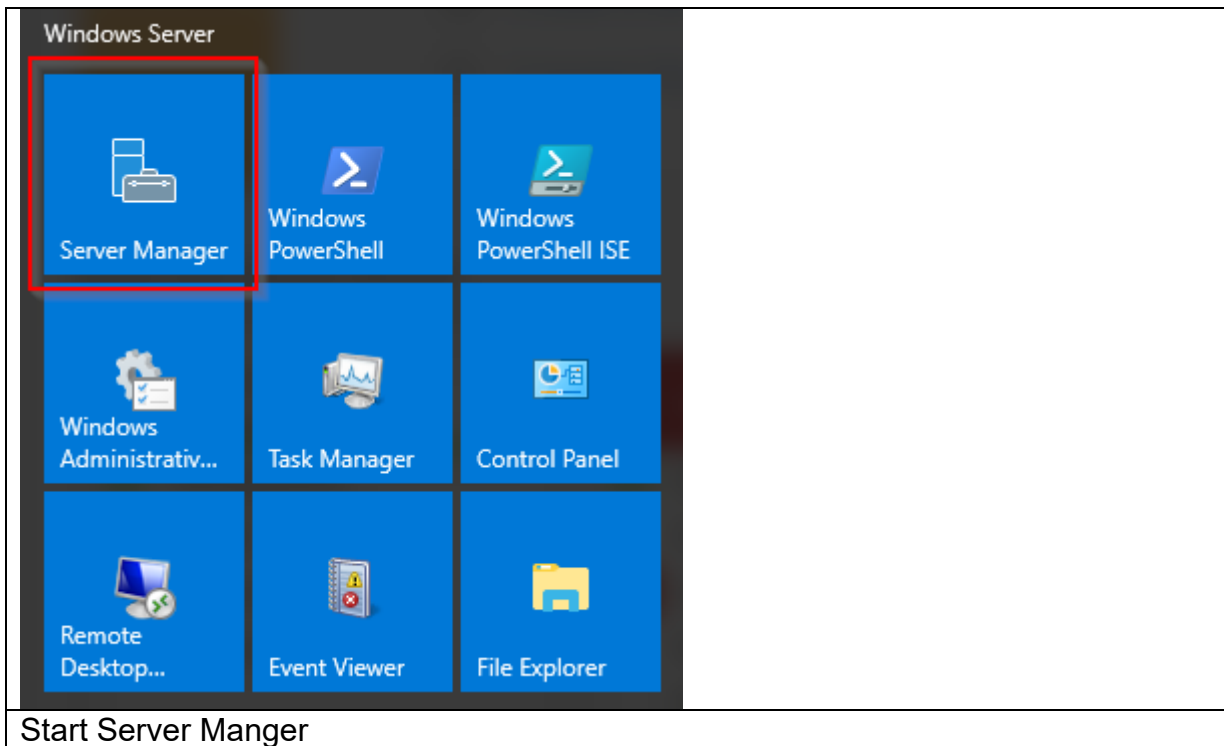 Windows Server
Server Manager
Windows
PowerShell
Windows
PowerShell ISE
Windows
Administrativ...
Task Manager
Control Panel
Remote
Desktop...
Event Viewer
File Explorer
Start Server Manger